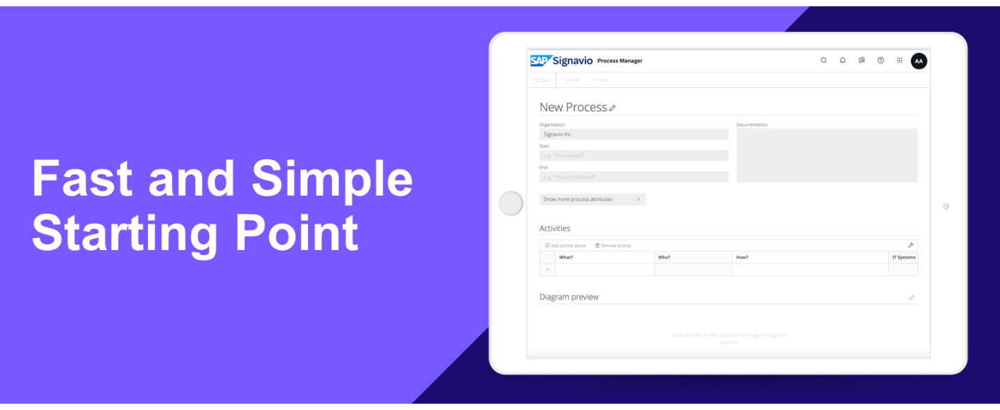 Fast and Simple
Starting Point
SAP Signavio Process Manager
AA
Save Undo Redo
New Process
Organization:
Signavio Inc.
Documentation:
Start:
e.g. "PO received"
End:
e.g. "Product shipped"
Show more process attributes >
Activities
Add activity above Remove activity
What? Who? How? IT Systems
+
Diagram preview
Add activities to the activities list to get a diagram
preview.